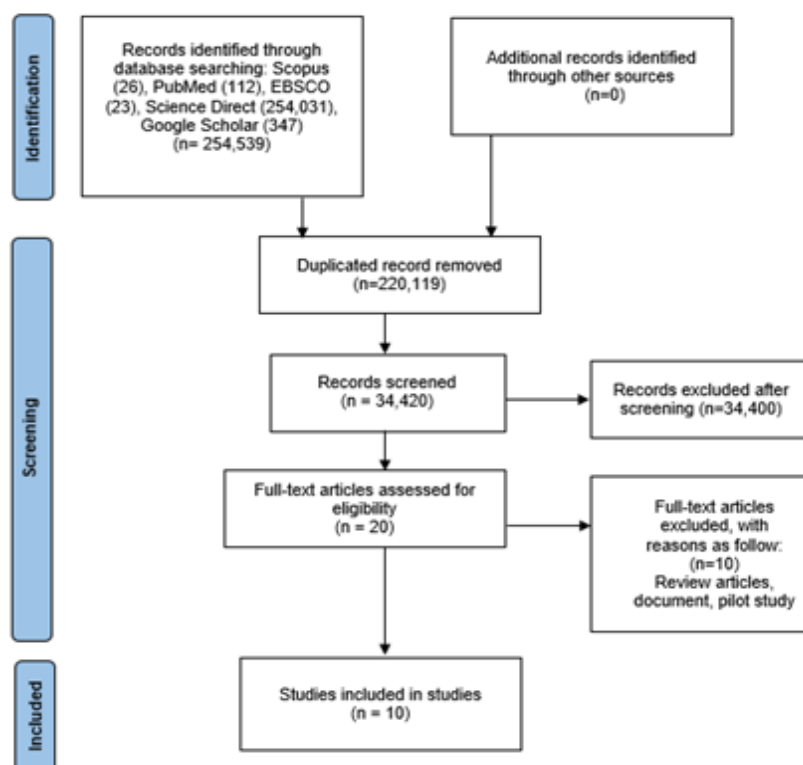 Identification
Records identified through
database searching: Scopus
(26), PubMed (112), EBSCO
(23), Science Direct (254,031),
Google Scholar (347)
(n= 254,539)
Additional records identified
through other sources
(n=0)
Screening
Duplicated record removed
(n=220,119)
Records screened
(n = 34,420)
Records excluded after
screening (n=34,400)
Full-text articles assessed for
eligibility
(n = 20)
Full-text articles
excluded, with
reasons as follow:
(n=10)
Review articles,
document, pilot study
Included
Studies included in studies
(n = 10)